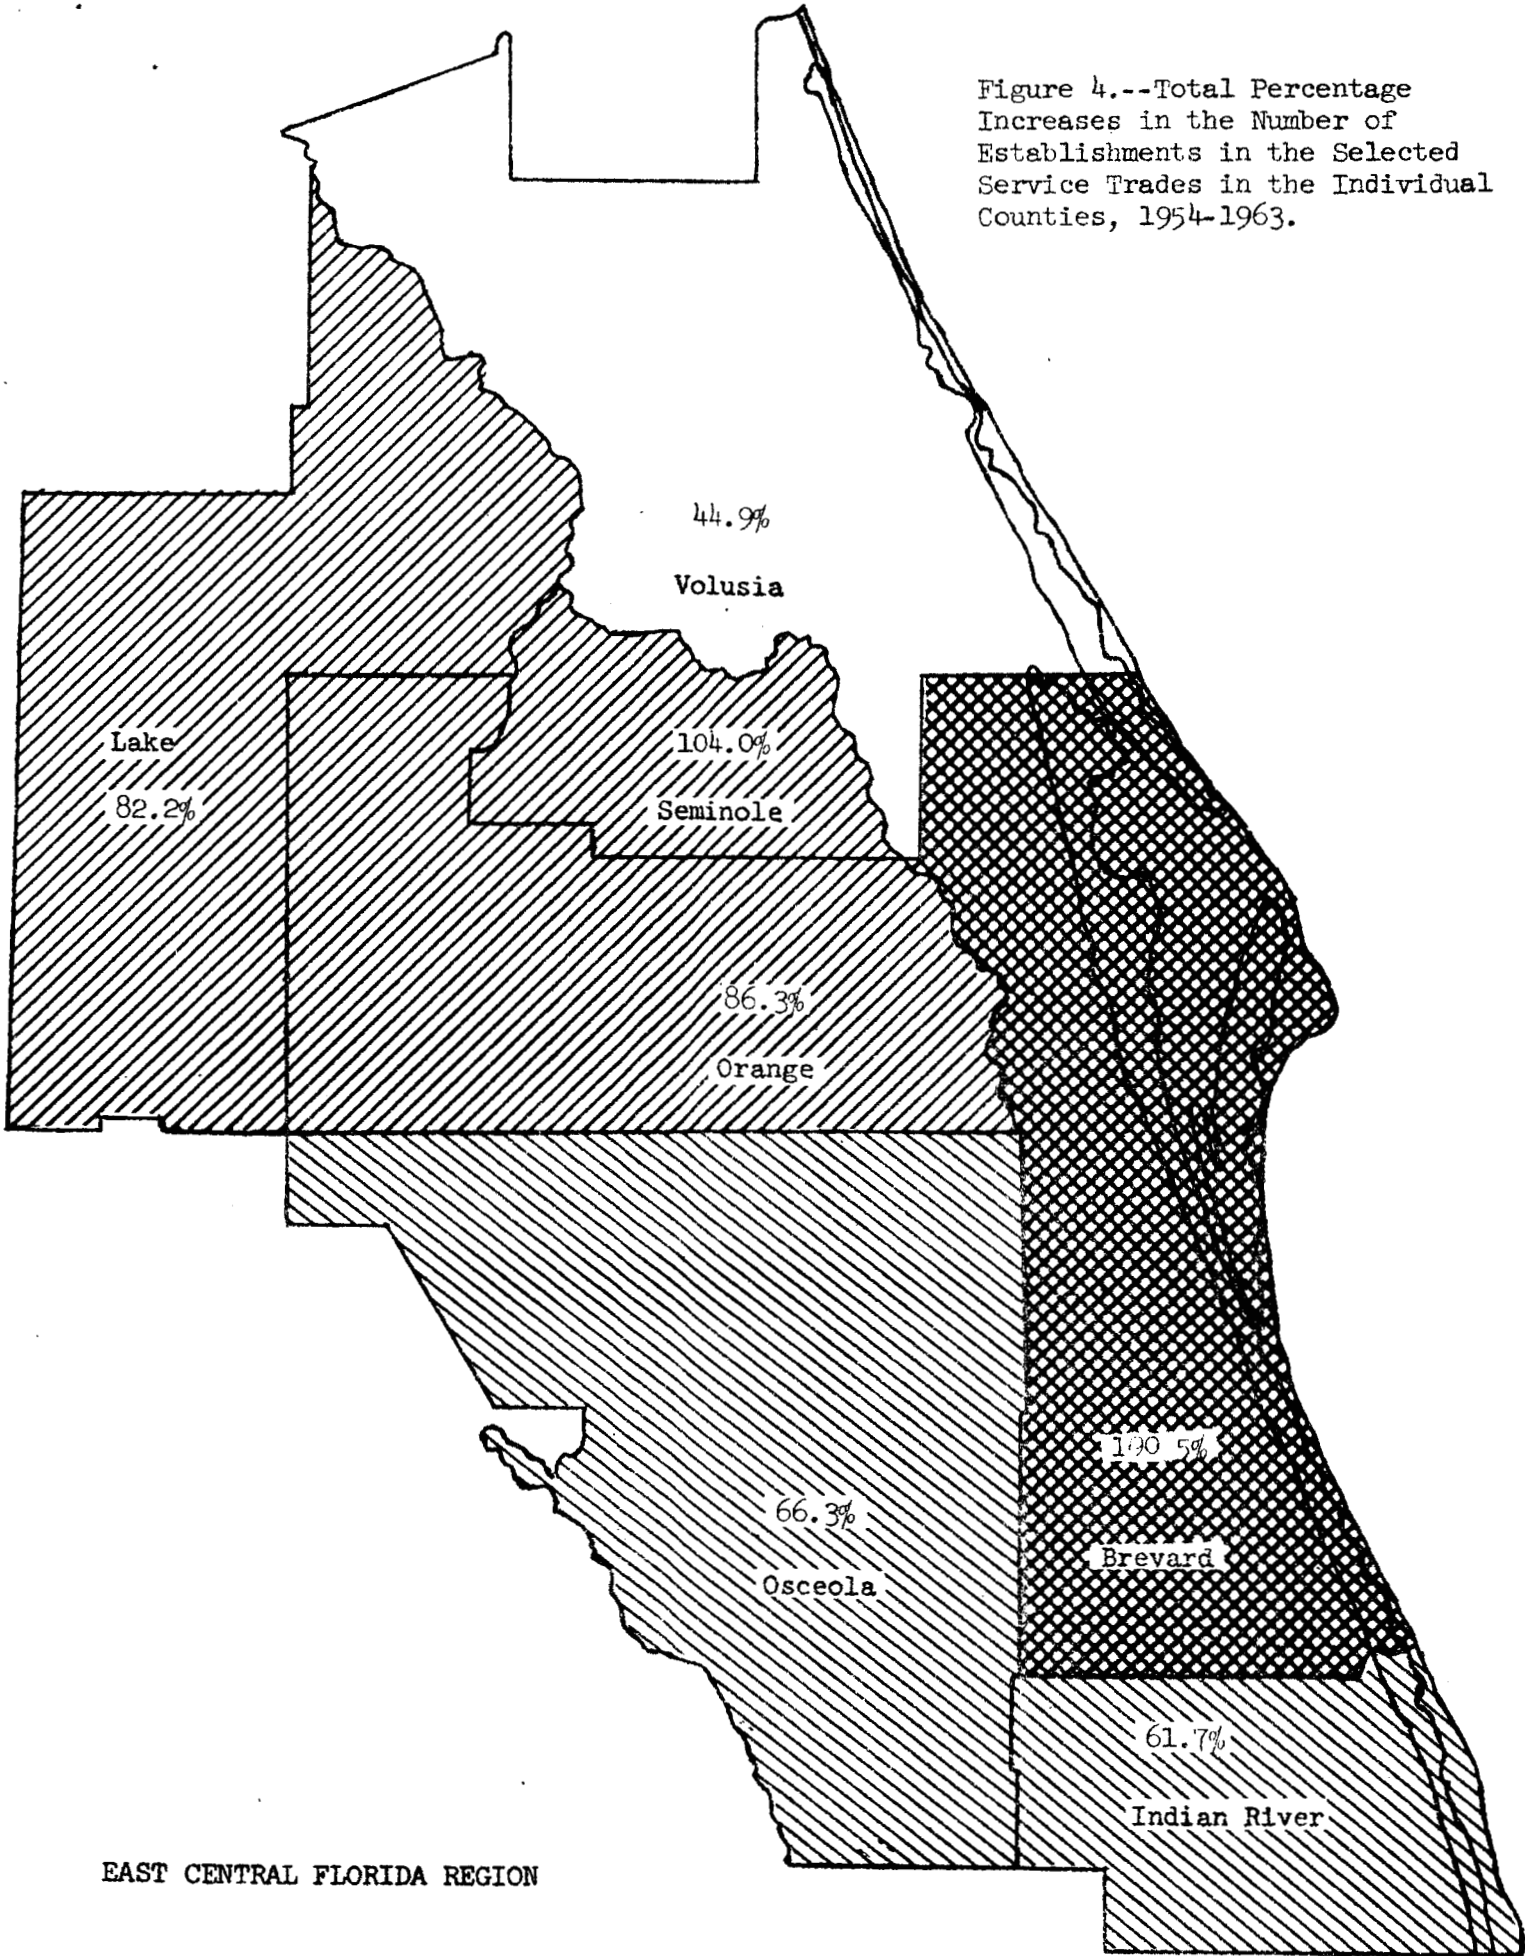 Figure 4.--Total Percentage
Increases in the Number of
Establishments in the Selected
Service Trades in the Individual
Counties, 1954-1963.
44.9%
Volusia
Lake
82.2%
104.0%
Seminole
86.3%
Orange
190 5%
Brevard
66.3%
Osceola
61.7%
Indian River
EAST CENTRAL FLORIDA REGION